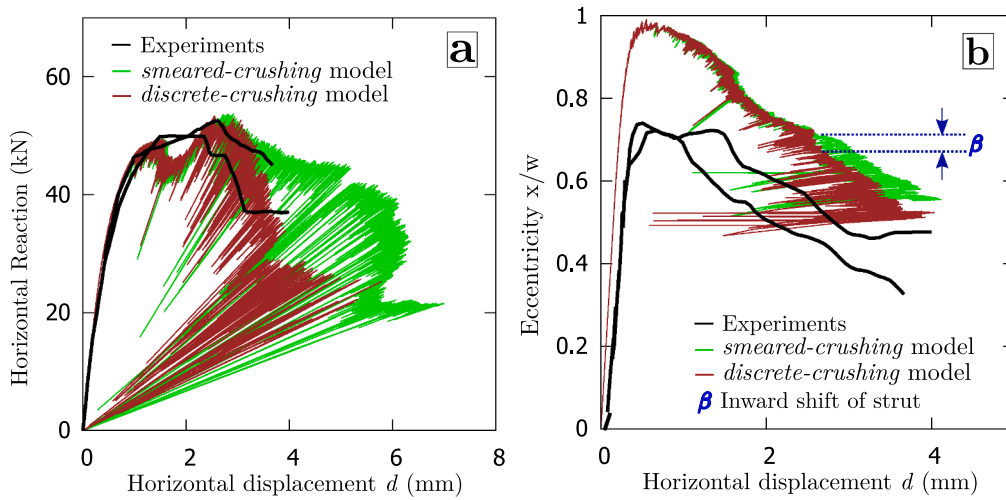 a
Experiments
smeared-crushing model
discrete-crushing model
Horizontal Reaction (kN)
60
40
20
0
0 2 4 6 8
Horizontal displacement d (mm)
b
β
Eccentricity x/w
1
0.8
0.6
0.4
0.2
0
Experiments
smeared-crushing model
discrete-crushing model
β Inward shift of strut
0 2 4
Horizontal displacement d (mm)